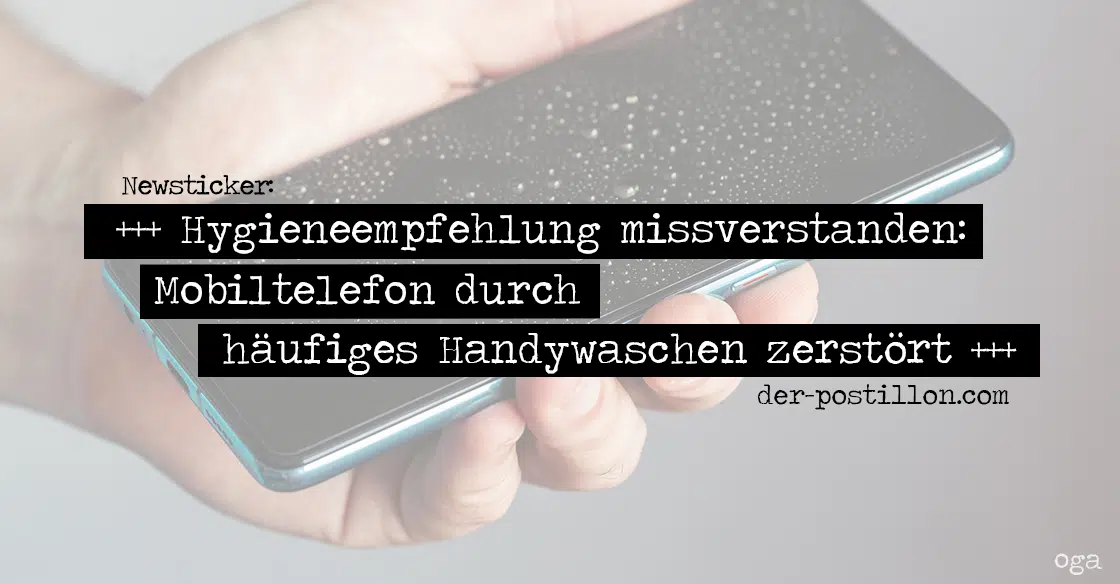 Newsticker:
+++ Hygieneempfehlung missverstanden:
Mobiltelefon durch
häufiges Handywaschen zerstört +++
der-postillon.com
oga